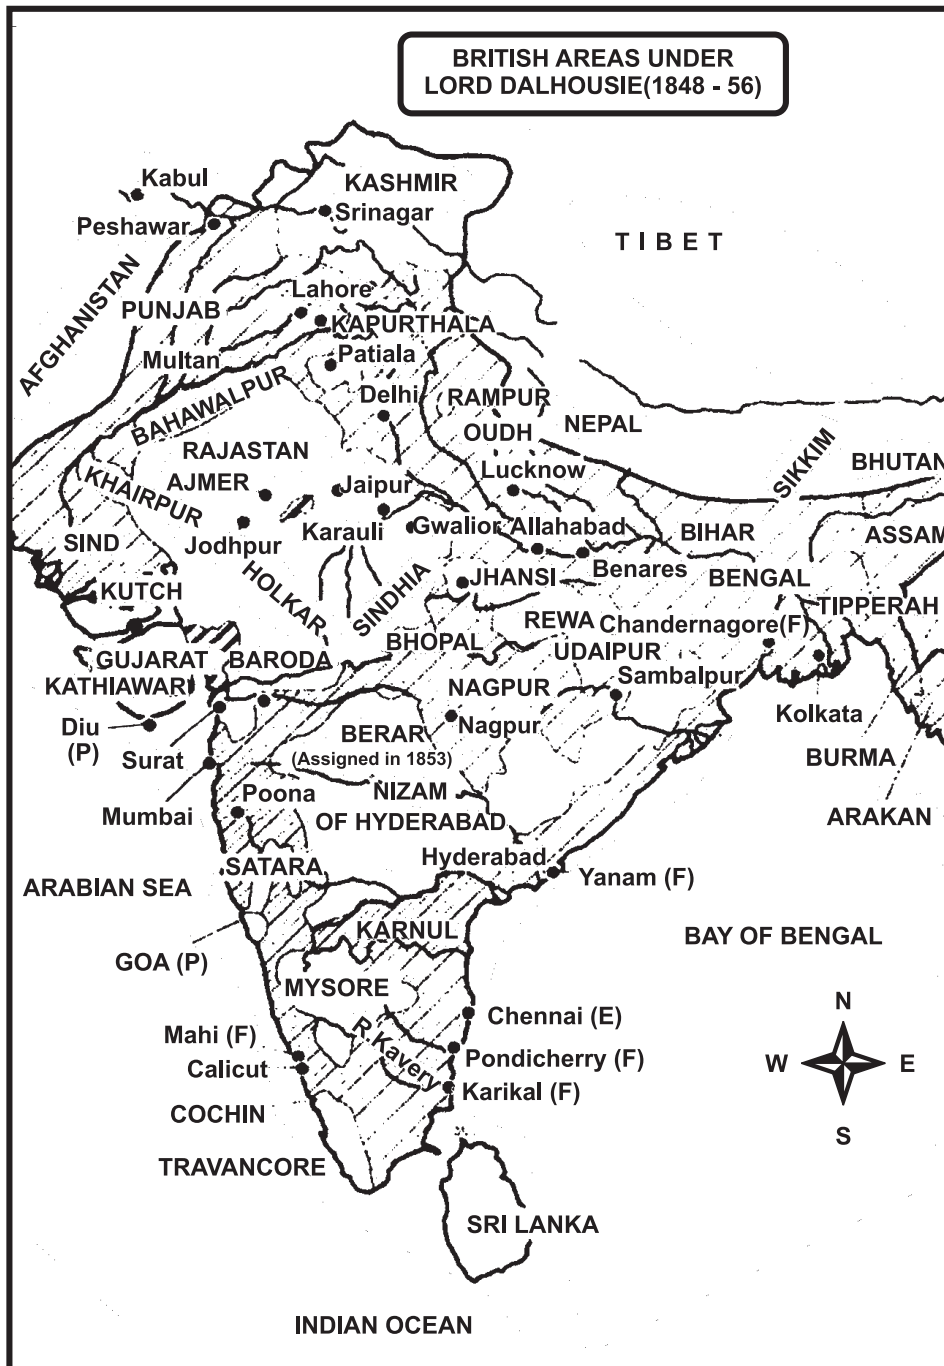 BRITISH AREAS UNDER
LORD DALHOUSIE(1848 - 56)
Kabul
KASHMIR
Srinagar
Peshawar
TIBET
AFGHANISTAN
Lahore
PUNJAB
KAPURTHALA
Multan
Patiala
BAHAWALPUR
Delhi
RAMPUR
NEPAL
OUDH
RAJASTAN
SIKKIM
BHUTAN
Lucknow
KHAIRPUR
AJMER
Jaipur
Karauli
Gwalior
Allahabad
BIHAR
ASSAM
SIND
Jodhpur
Benares
HOLKAR
SINDHIA
JHANSI
BENGAL
KUTCH
TIPPERAH
REWA
Chandernagore(F)
BHOPAL
UDAIPUR
GUJARAT
BARODA
Sambalpur
KATHIAWAR
NAGPUR
Kolkata
Diu
(P)
Nagpur
BERAR
(Assigned in 1853)
Surat
BURMA
NIZAM
OF HYDERABAD
Poona
Mumbai
ARAKAN
Hyderabad
SATARA
Yanam (F)
ARABIAN SEA
KARNUL
BAY OF BENGAL
GOA (P)
MYSORE
N
Chennai (E)
R.Kavery
Mahi (F)
Pondicherry (F)
W
E
Calicut
Karikal (F)
COCHIN
S
TRAVANCORE
SRI LANKA
INDIAN OCEAN